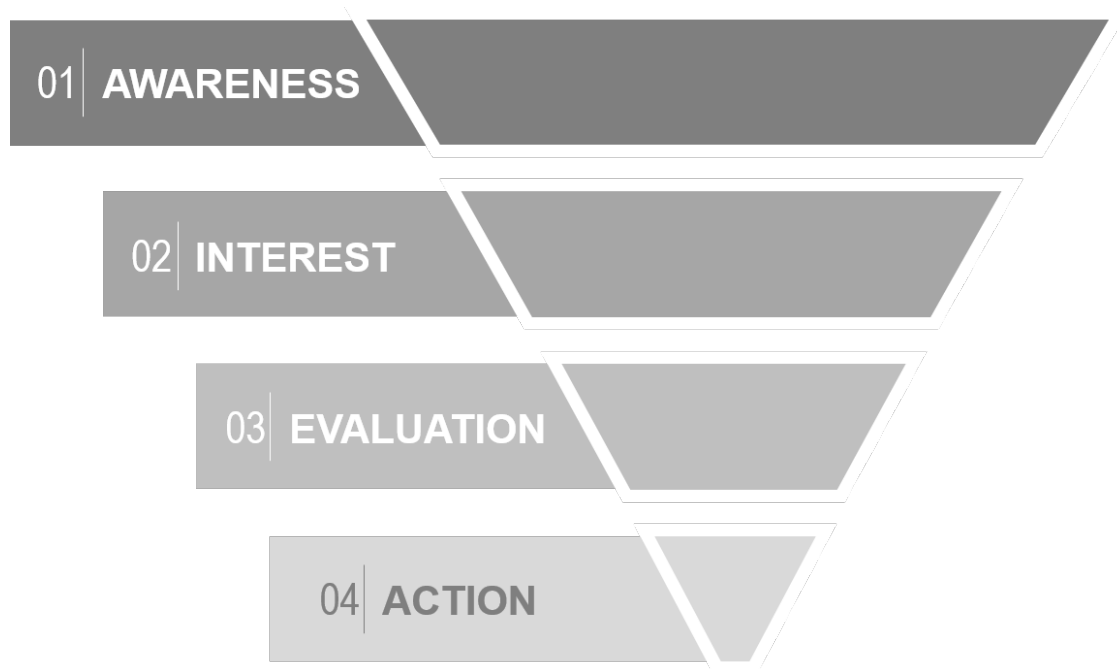 01 AWARENESS
02 INTEREST
03 EVALUATION
04 ACTION